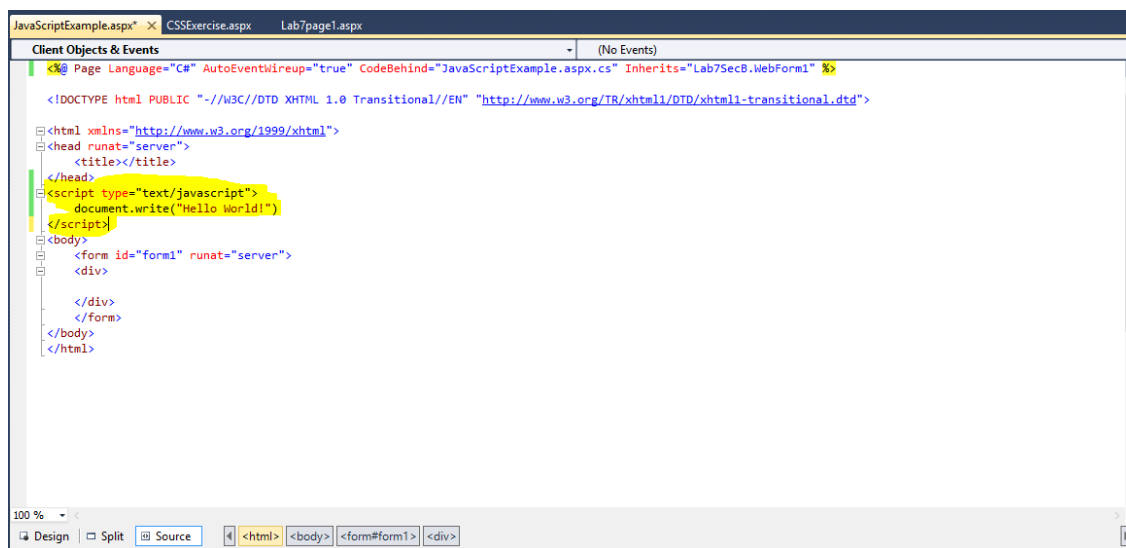 JavaScriptExample.aspx* CSSExercise.aspx Lab7page1.aspx
Client Objects & Events (No Events)
<%@ Page Language="C#" AutoEventWireup="true" CodeBehind="JavaScriptExample.aspx.cs" Inherits="Lab7SecB.WebForm1" %>
<!DOCTYPE html PUBLIC "-//W3C//DTD XHTML 1.0 Transitional//EN" "http://www.w3.org/TR/xhtml1/DTD/xhtml1-transitional.dtd">
<html xmlns="http://www.w3.org/1999/xhtml">
<head runat="server">
<title></title>
</head>
<script type="text/javascript">
document.write("Hello World!")
</script>
<body>
<form id="form1" runat="server">
<div>
</div>
</form>
</body>
</html>
100 %
Design Split Source <html> <body> <form#form1> <div>